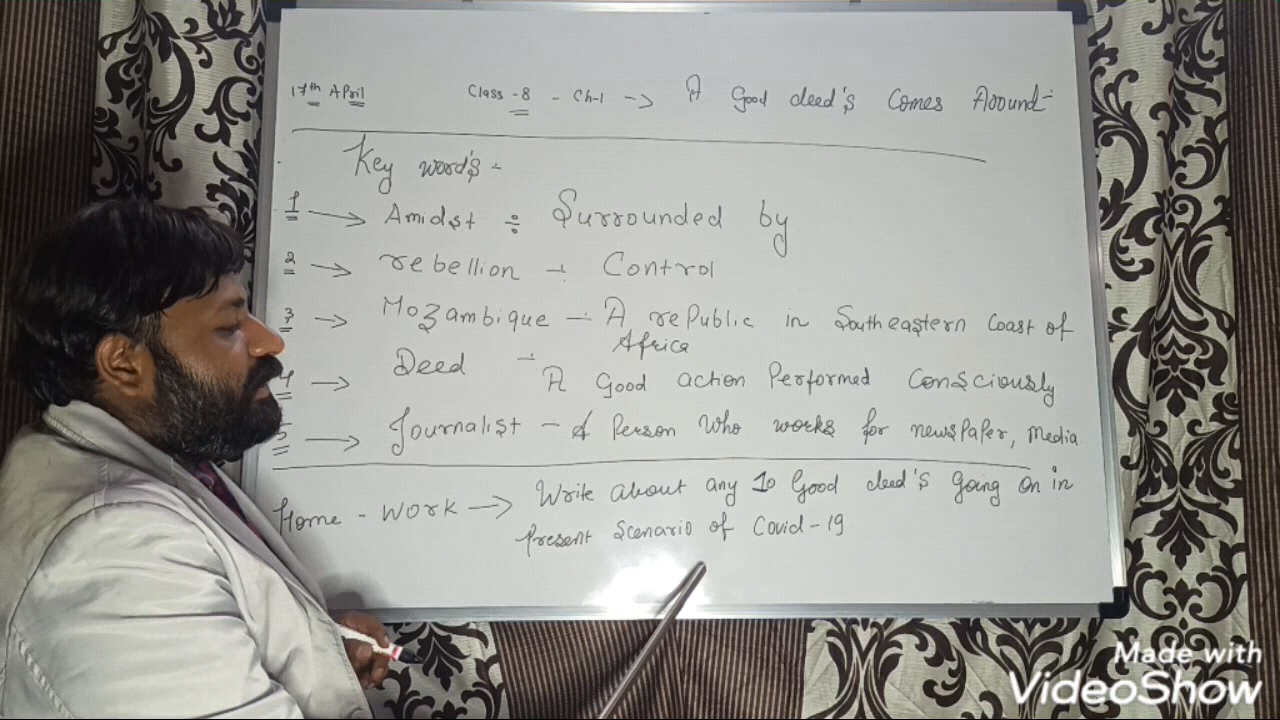 17th April Class-8 - Ch-1 -> A Good deed's Comes Around:-
Key word's -
1 -> Amidst ÷ Surrounded by
2 -> rebellion ÷ Control
3 -> Mozambique - A rePublic in Southeastern Coast of
Africa
4 -> Deed ÷ A Good action Performed Consciously
5 -> Journalist - A Person Who works for newsPaper, Media
Home-work -> Write about any 10 Good deed's going on in
Present Scenario of Covid-19
Made with
VideoShow